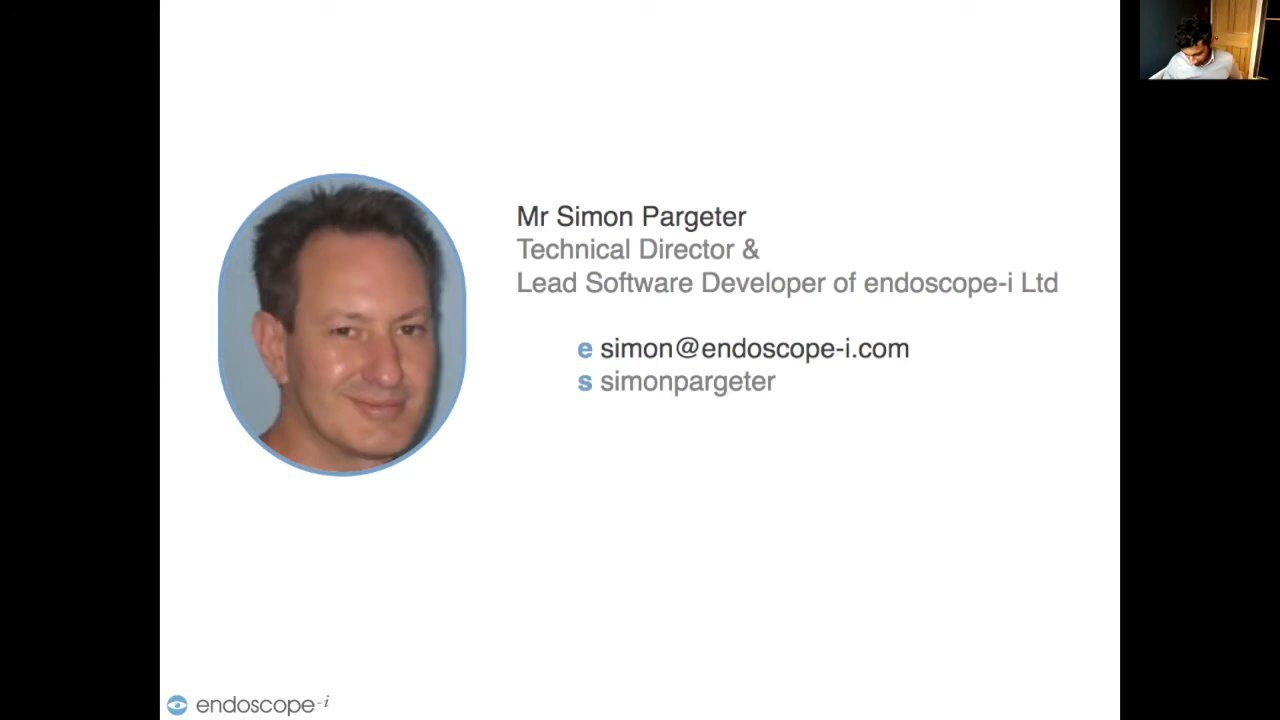 Mr Simon Pargeter
Technical Director &
Lead Software Developer of endoscope-i Ltd
e simon@endoscope-i.com
s simonpargeter
endoscope-i